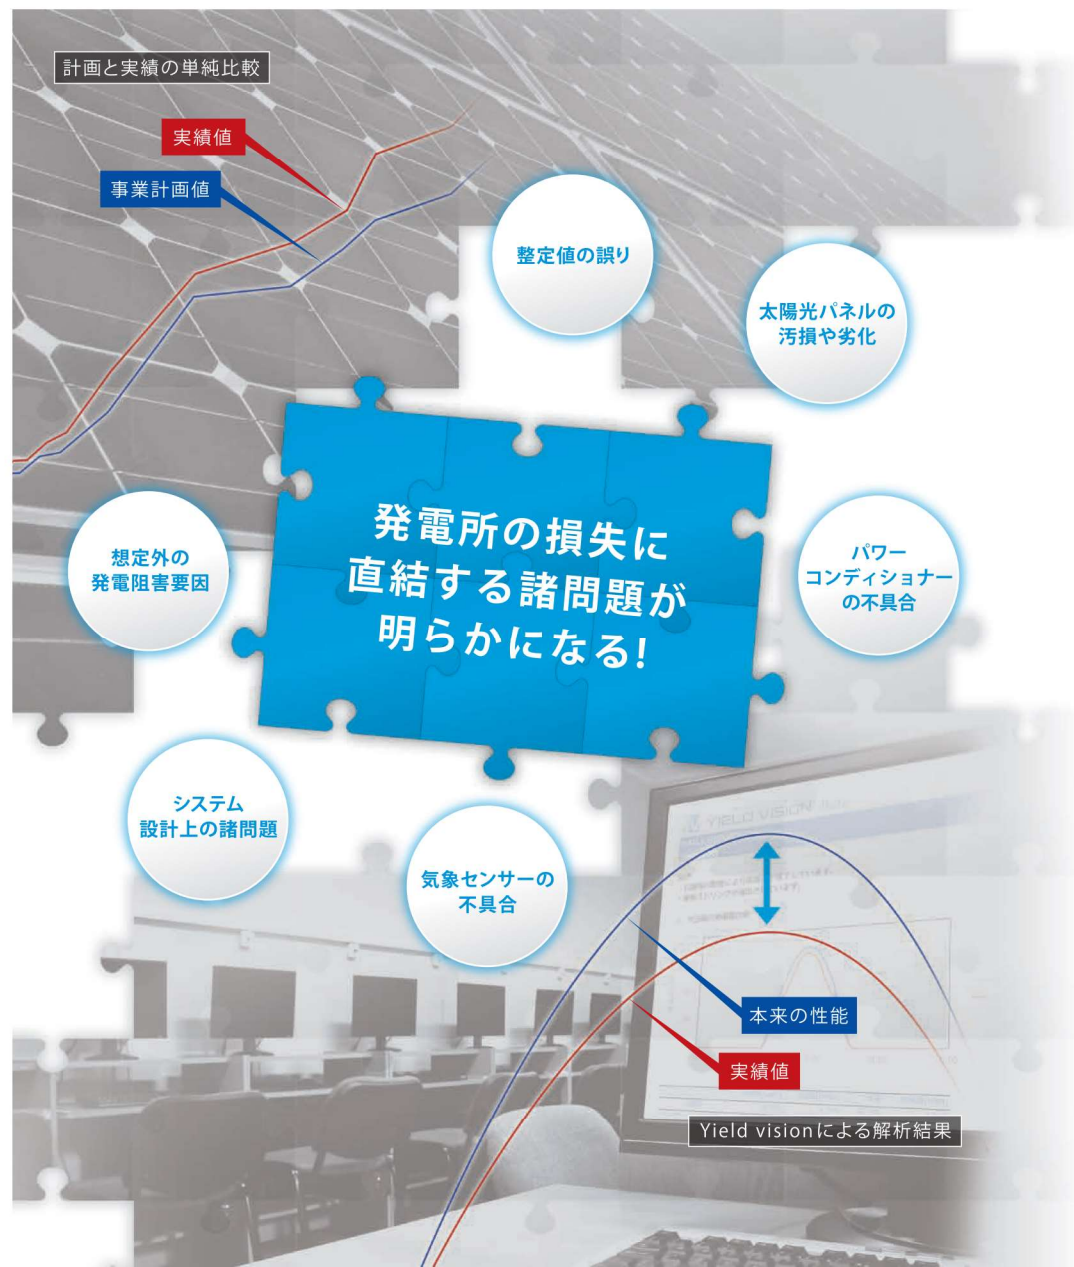 計画と実績の単純比較
実績値
事業計画値
整定値の誤り
太陽光パネルの
汚損や劣化
発電所の損失に
直結する諸問題が
明らかになる!
想定外の
発電阻害要因
パワー
コンディショナー
の不具合
システム
設計上の諸問題
気象センサーの
不具合
本来の性能
実績値
Yield visionによる解析結果